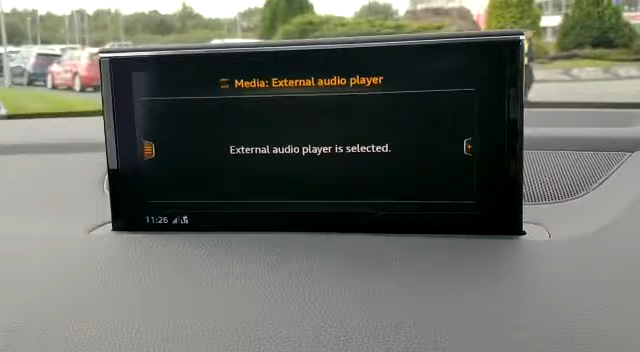 Media: External audio player
External audio player is selected.
11:26